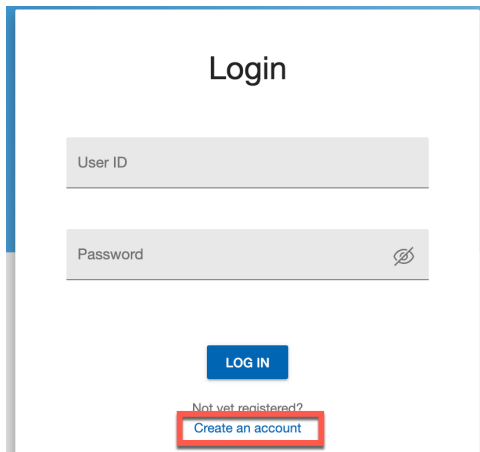 Login
User ID
Password
LOG IN
Not yet registered?
Create an account